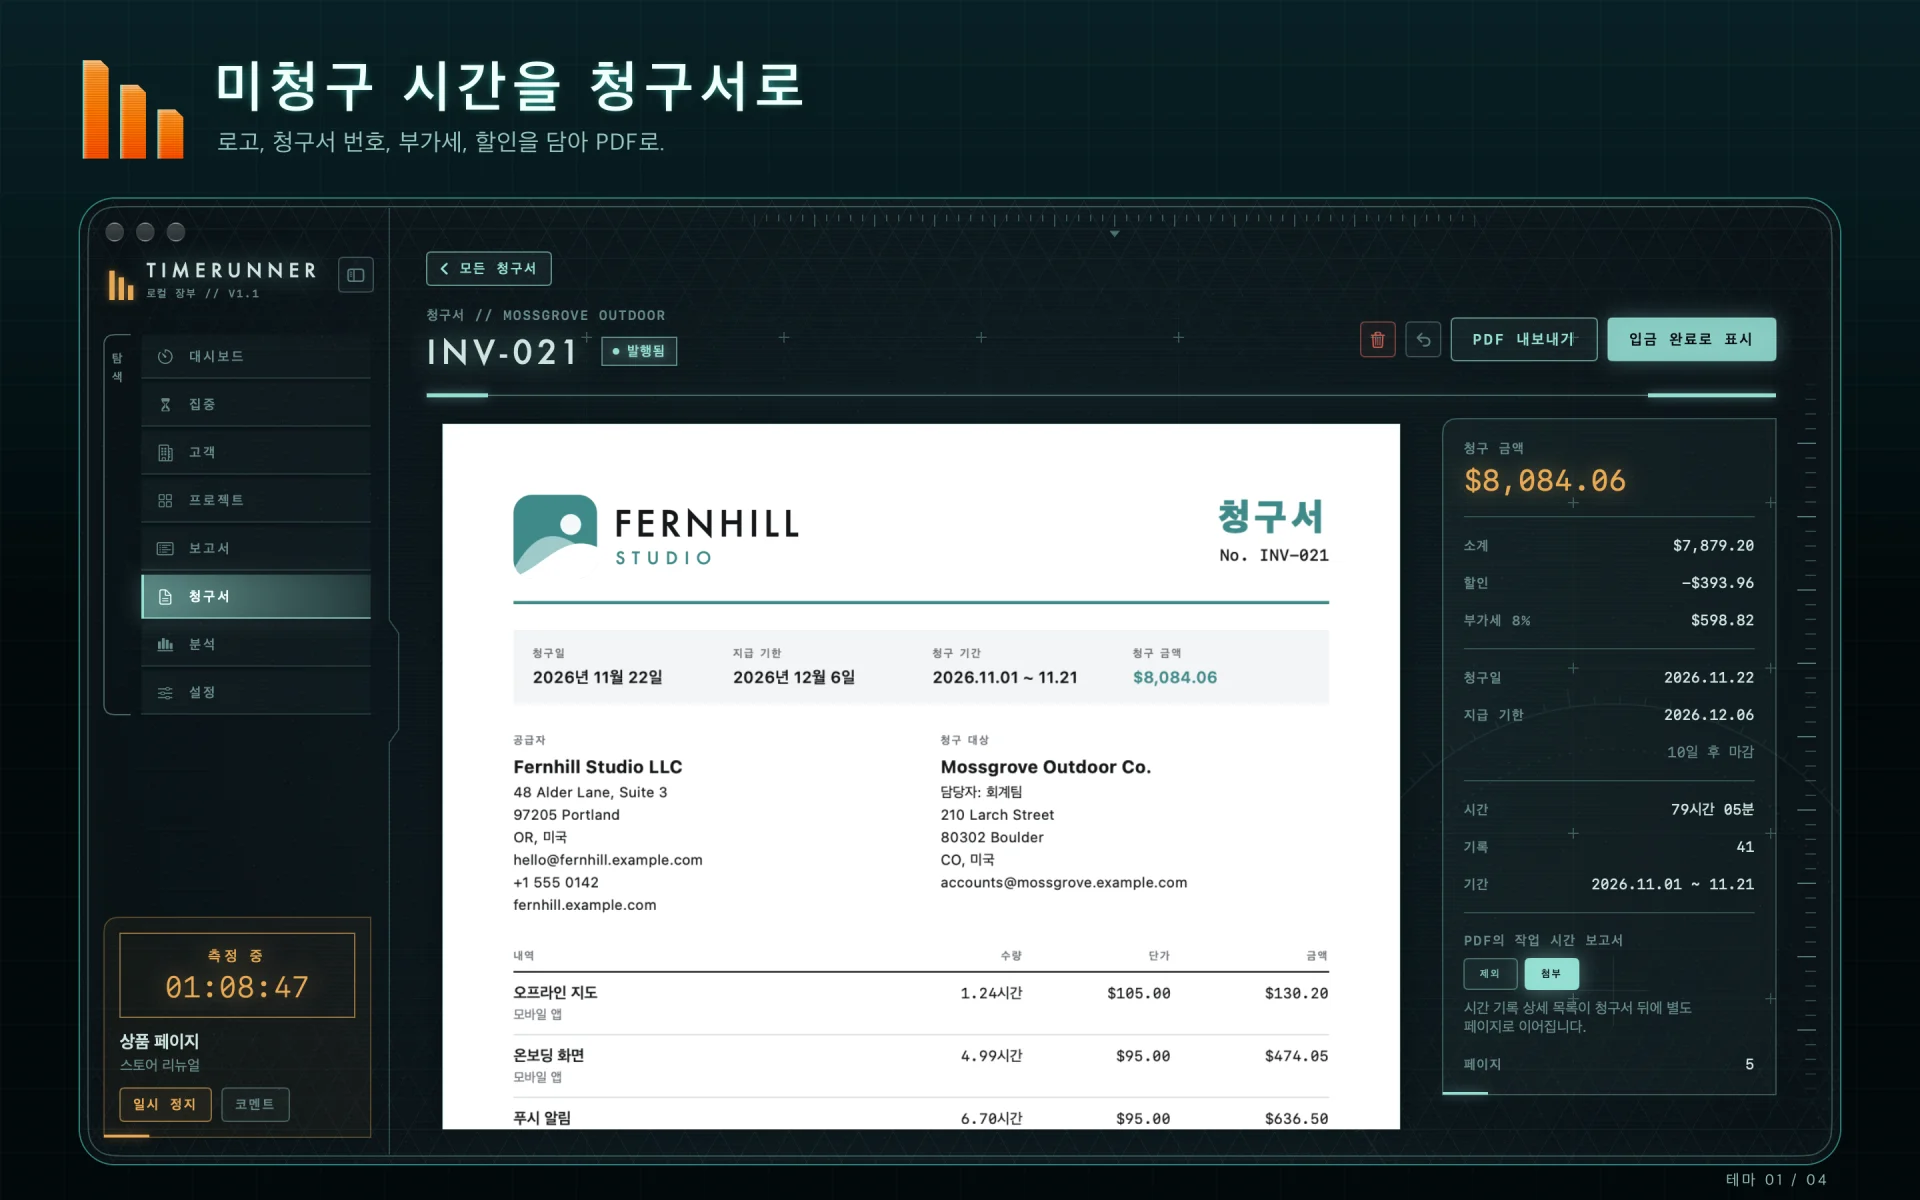 미청구 시간을 청구서로
로고, 청구서 번호, 부가세, 할인을 담아 PDF로.
TIMERUNNER
로컬 장부 // V1.1
탐색
대시보드
집중
고객
프로젝트
보고서
청구서
분석
설정
측정 중
01:08:47
상품 페이지
스토어 리뉴얼
일시 정지
코멘트
모든 청구서
청구서 // MOSSGROVE OUTDOOR
INV-021
발행됨
PDF 내보내기
입금 완료로 표시
FERNHILL
STUDIO
청구서
No. INV-021
청구일 지급 기한 청구 기간 청구 금액
2026년 11월 22일 2026년 12월 6일 2026.11.01 ~ 11.21 $8,084.06
공급자
Fernhill Studio LLC
48 Alder Lane, Suite 3
97205 Portland
OR, 미국
hello@fernhill.example.com
+1 555 0142
fernhill.example.com
청구 대상
Mossgrove Outdoor Co.
담당자: 회계팀
210 Larch Street
80302 Boulder
CO, 미국
accounts@mossgrove.example.com
내역 수량 단가 금액
오프라인 지도 1.24시간 $105.00 $130.20
모바일 앱
온보딩 화면 4.99시간 $95.00 $474.05
모바일 앱
푸시 알림 6.70시간 $95.00 $636.50
청구 금액
$8,084.06
소계 $7,879.20
할인 −$393.96
부가세 8% $598.82
청구일 2026.11.22
지급 기한 2026.12.06
10일 후 마감
시간 79시간 05분
기록 41
기간 2026.11.01 ~ 11.21
PDF의 작업 시간 보고서
제외 첨부
시간 기록 상세 목록이 청구서 뒤에 별도
페이지로 이어집니다.
페이지 5
테마 01 / 04